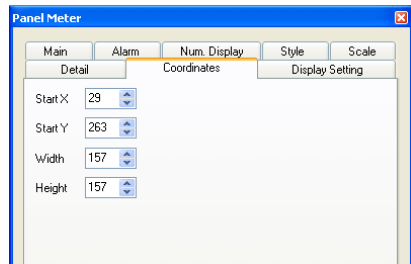 Panel Meter
Main Alarm Num. Display Style Scale
Detail Coordinates Display Setting
Start X 29
Start Y 263
Width 157
Height 157